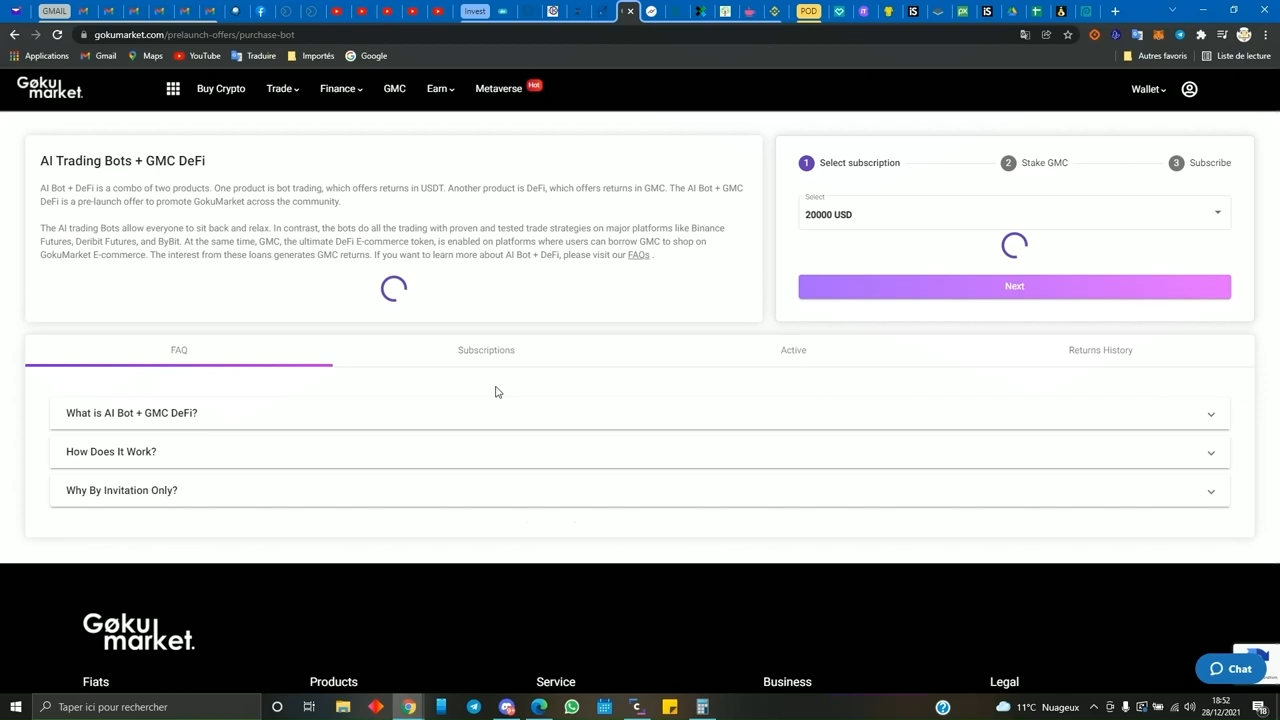 GMAIL
Invest
POD
gokumarket.com/prelaunch-offers/purchase-bot
Applications
Gmail
Maps
YouTube
Traduire
Importés
Google
Autres favoris
Liste de lecture
Gøku market.
Buy Crypto
Trade
Finance
GMC
Earn
Metaverse
Hot
Wallet
AI Trading Bots + GMC DeFi
AI Bot + DeFi is a combo of two products. One product is bot trading, which offers returns in USDT. Another product is DeFi, which offers returns in GMC. The AI Bot + GMC
DeFi is a pre-launch offer to promote GokuMarket across the community.
The AI trading Bots allow everyone to sit back and relax. In contrast, the bots do all the trading with proven and tested trade strategies on major platforms like Binance
Futures, Deribit Futures, and ByBit. At the same time, GMC, the ultimate DeFi E-commerce token, is enabled on platforms where users can borrow GMC to shop on
GokuMarket E-commerce. The interest from these loans generates GMC returns. If you want to learn more about AI Bot + DeFi, please visit our FAQs .
1 Select subscription
2 Stake GMC
3 Subscribe
Select
20000 USD
Next
FAQ
Subscriptions
Active
Returns History
What is AI Bot + GMC DeFi?
How Does It Work?
Why By Invitation Only?
Gøku market.
Fiats
Products
Service
Business
Legal
Chat
Taper ici pour rechercher
11°C Nuageux
18:52
28/12/2021